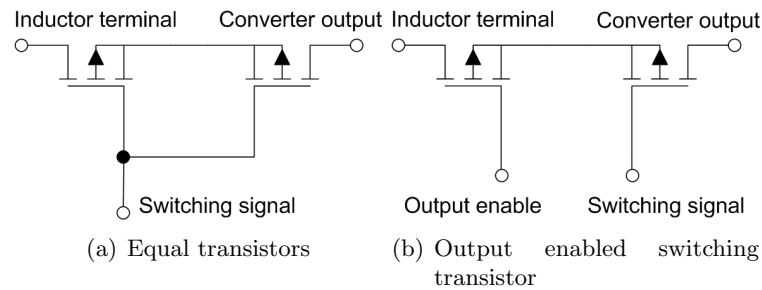 Inductor terminal Converter output
Inductor terminal Converter output
Switching signal
Output enable Switching signal
(a) Equal transistors
(b) Output enabled switching
transistor